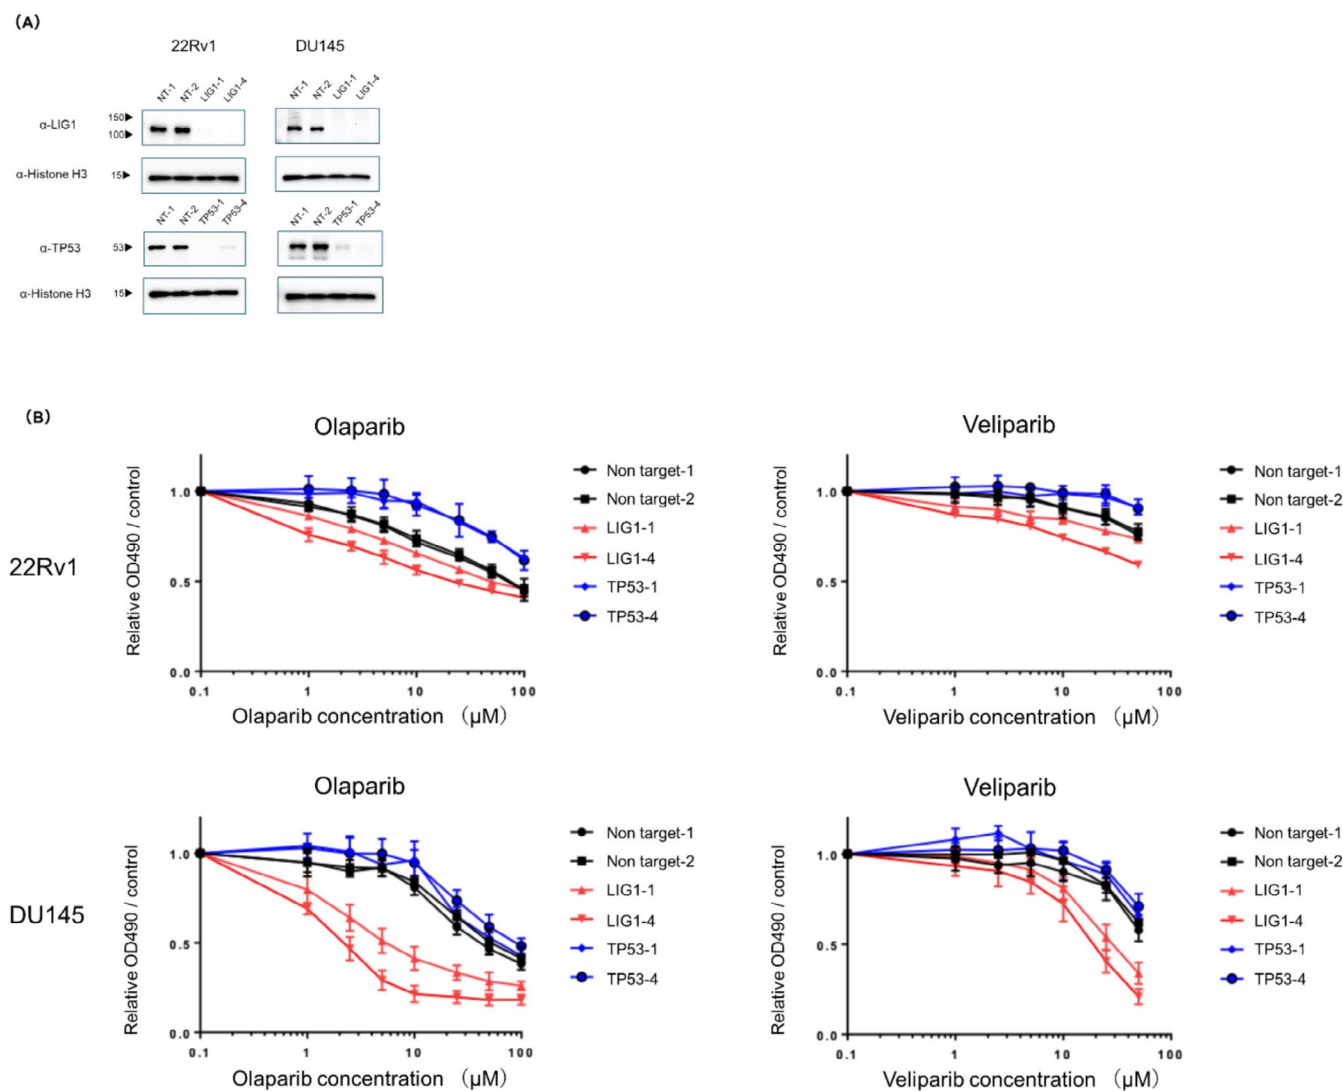 (A)
22Rv1
DU145
NT-1 NT-2 LIG1-1 LIG1-4
NT-1 NT-2 LIG1-1 LIG1-4
α-LIG1
150
100
α-Histone H3
15
NT-1 NT-2 TP53-1 TP53-4
NT-1 NT-2 TP53-1 TP53-4
α-TP53
53
α-Histone H3
15
(B)
22Rv1
Olaparib
Relative OD490 / control
1.0
0.5
0.0
0.1 1 10 100
Olaparib concentration (μM)
Non target-1
Non target-2
LIG1-1
LIG1-4
TP53-1
TP53-4
Veliparib
Relative OD490 / control
1.0
0.5
0.0
0.1 1 10 100
Veliparib concentration (μM)
Non target-1
Non target-2
LIG1-1
LIG1-4
TP53-1
TP53-4
DU145
Olaparib
Relative OD490 / control
1.0
0.5
0.0
0.1 1 10 100
Olaparib concentration (μM)
Non target-1
Non target-2
LIG1-1
LIG1-4
TP53-1
TP53-4
Veliparib
Relative OD490 / control
1.0
0.5
0.0
0.1 1 10 100
Veliparib concentration (μM)
Non target-1
Non target-2
LIG1-1
LIG1-4
TP53-1
TP53-4